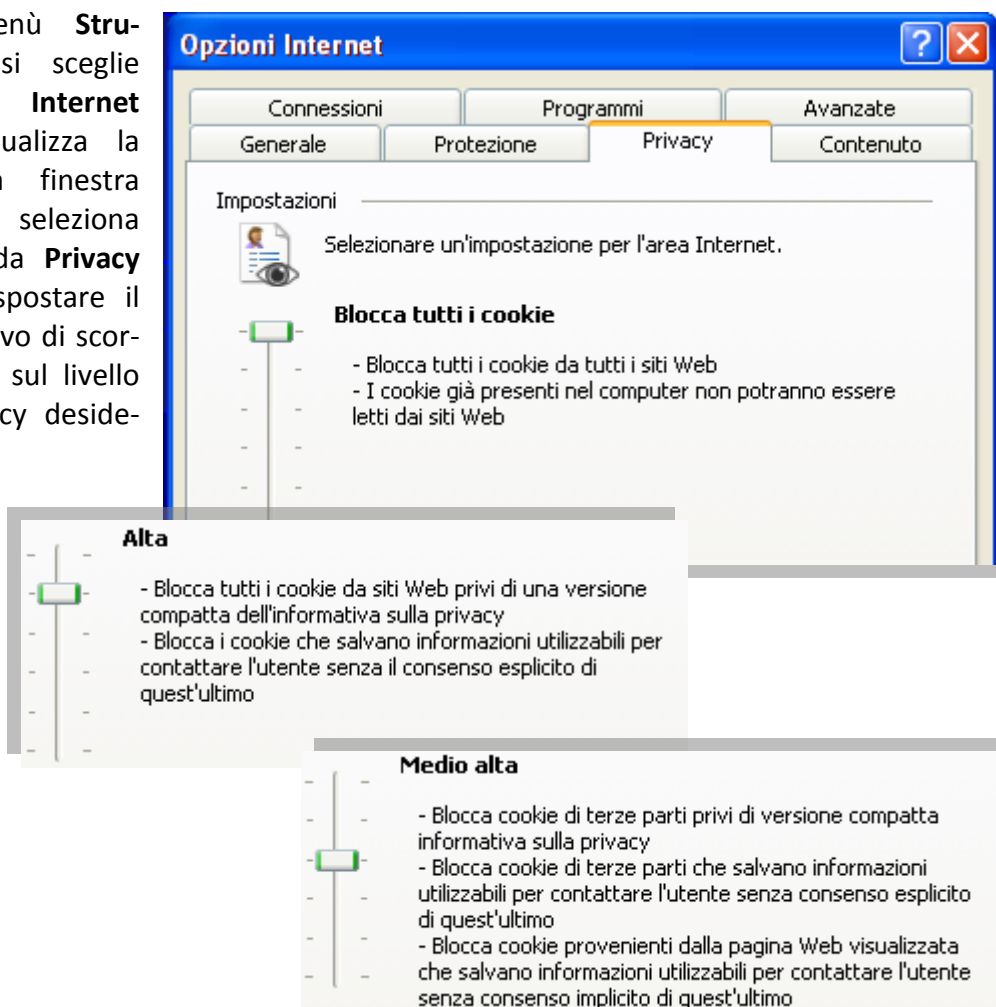 enù Stru-
si sceglie
Internet
ualizza la
finestra
seleziona
da Privacy
spostare il
vo di scor-
sul livello
cy deside-
Opzioni Internet
Connessioni Programmi Avanzate
Generale Protezione Privacy Contenuto
Impostazioni
Selezionare un'impostazione per l'area Internet.
Blocca tutti i cookie
- Blocca tutti i cookie da tutti i siti Web
- I cookie già presenti nel computer non potranno essere
letti dai siti Web
Alta
- Blocca tutti i cookie da siti Web privi di una versione
compatta dell'informativa sulla privacy
- Blocca i cookie che salvano informazioni utilizzabili per
contattare l'utente senza il consenso esplicito di
quest'ultimo
Medio alta
- Blocca cookie di terze parti privi di versione compatta
informativa sulla privacy
- Blocca cookie di terze parti che salvano informazioni
utilizzabili per contattare l'utente senza consenso esplicito
di quest'ultimo
- Blocca cookie provenienti dalla pagina Web visualizzata
che salvano informazioni utilizzabili per contattare l'utente
senza consenso implicito di quest'ultimo